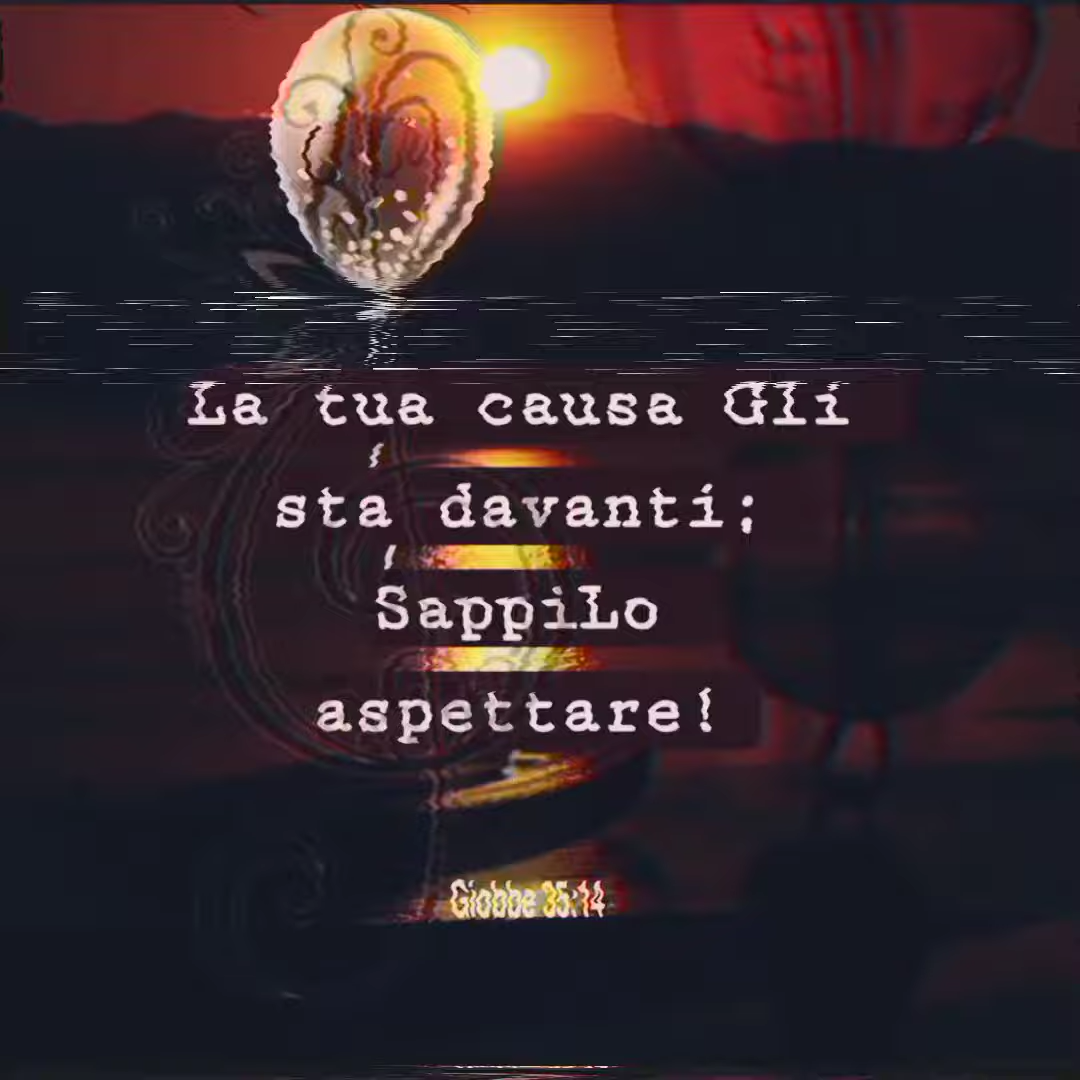 La tua causa Gli
sta davanti;
SappiLo
aspettare!
Giobbe 35:14